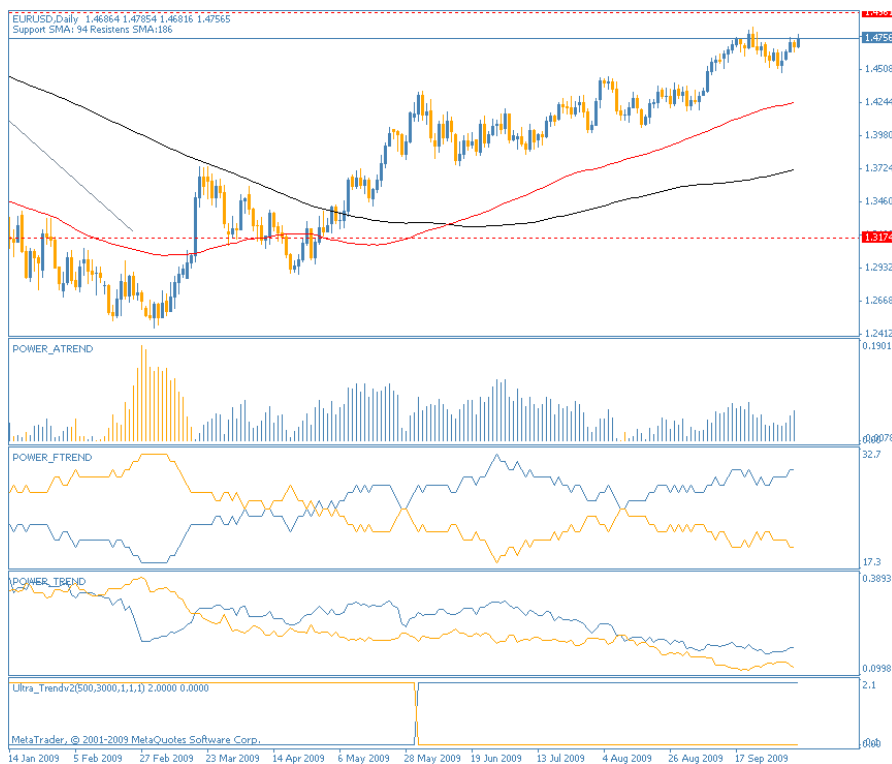 EURUSD,Daily 1.46864 1.47854 1.46816 1.47565
Support SMA: 94 Resistens SMA:186
1.4756
1.4508
1.4244
1.3980
1.3724
1.3460
1.3174
1.2932
1.2668
1.2412
POWER_ATREND
0.1901
POWER_FTREND
32.7
17.3
POWER_TREND
0.3893
0.0998
Ultra_Trendv2(500,3000,1,1,1) 2.0000 0.0000
2.1
MetaTrader, © 2001-2009 MetaQuotes Software Corp.
14 Jan 2009 5 Feb 2009 27 Feb 2009 23 Mar 2009 14 Apr 2009 6 May 2009 28 May 2009 19 Jun 2009 13 Jul 2009 4 Aug 2009 26 Aug 2009 17 Sep 2009